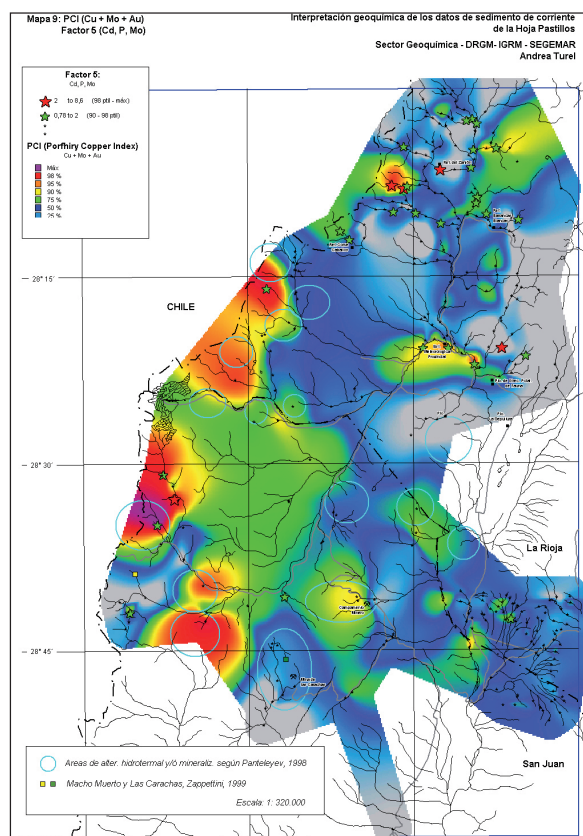 Mapa 9: PCI (Cu + Mo + Au)
Factor 5 (Cd, P, Mo)
Interpretación geoquímica de los datos de sedimento de corriente
de la Hoja Pastillos
Sector Geoquímica - DRGM- IGRM - SEGEMAR
Andrea Turel
Factor 5:
Cd, P, Mo
2 to 8,6 (98 ptil - máx)
0,78 to 2 (90 - 98 ptil)
PCI (Porfhiry Copper Index)
Cu + Mo + Au
Máx
98 %
95 %
90 %
75 %
50 %
25 %
28° 15'
CHILE
28° 30'
La Rioja
Campamento
28° 45'
San Juan
Areas de alter. hidrotermal y/ò mineraliz. según Panteleyev, 1998
Macho Muerto y Las Carachas, Zappettini, 1999
Escala: 1: 320.000